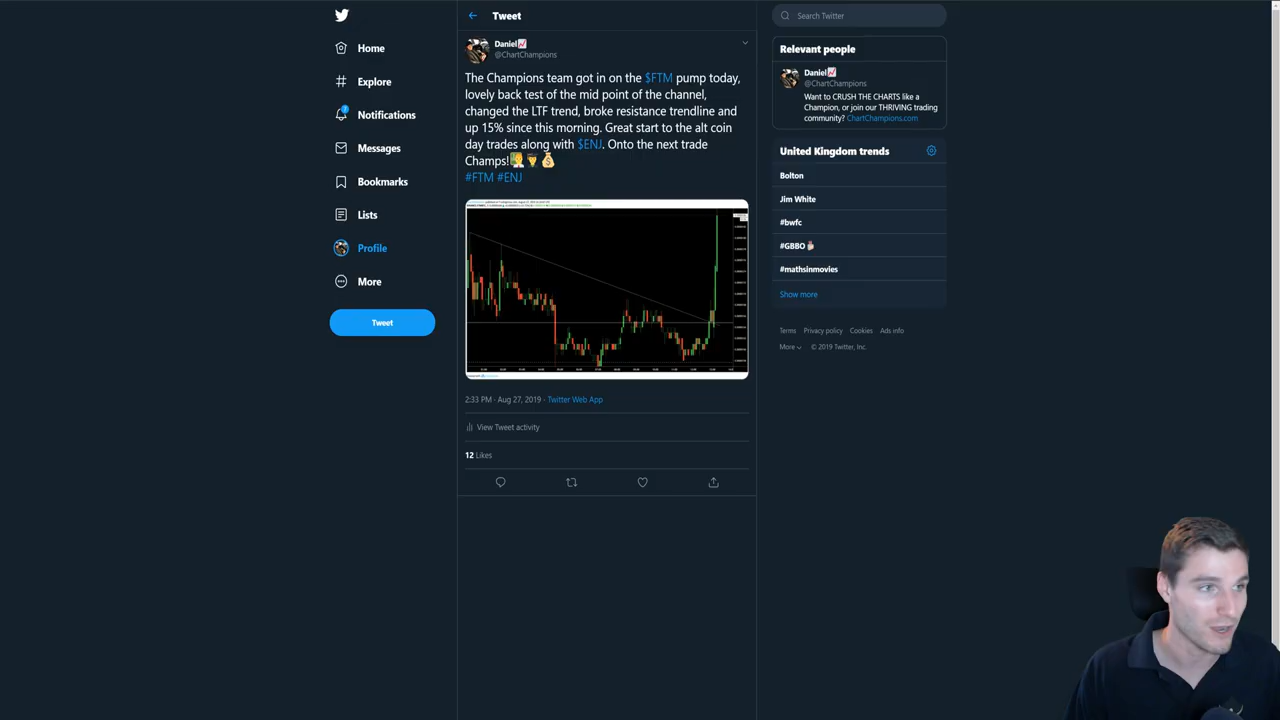 Tweet
Search Twitter
Home
Explore
Notifications
Messages
Bookmarks
Lists
Profile
More
Tweet
Daniel📈
@ChartChampions
The Champions team got in on the $FTM pump today,
lovely back test of the mid point of the channel,
changed the LTF trend, broke resistance trendline and
up 15% since this morning. Great start to the alt coin
day trades along with $ENJ. Onto the next trade
Champs!
#FTM #ENJ
2:33 PM · Aug 27, 2019 · Twitter Web App
View Tweet activity
12 Likes
Relevant people
Daniel📈
@ChartChampions
Want to CRUSH THE CHARTS like a
Champion, or join our THRIVING trading
community? ChartChampions.com
United Kingdom trends
Bolton
Jim White
#bwfc
#GBBO
#mathsinmovies
Show more
Terms Privacy policy Cookies Ads info
More © 2019 Twitter, Inc.